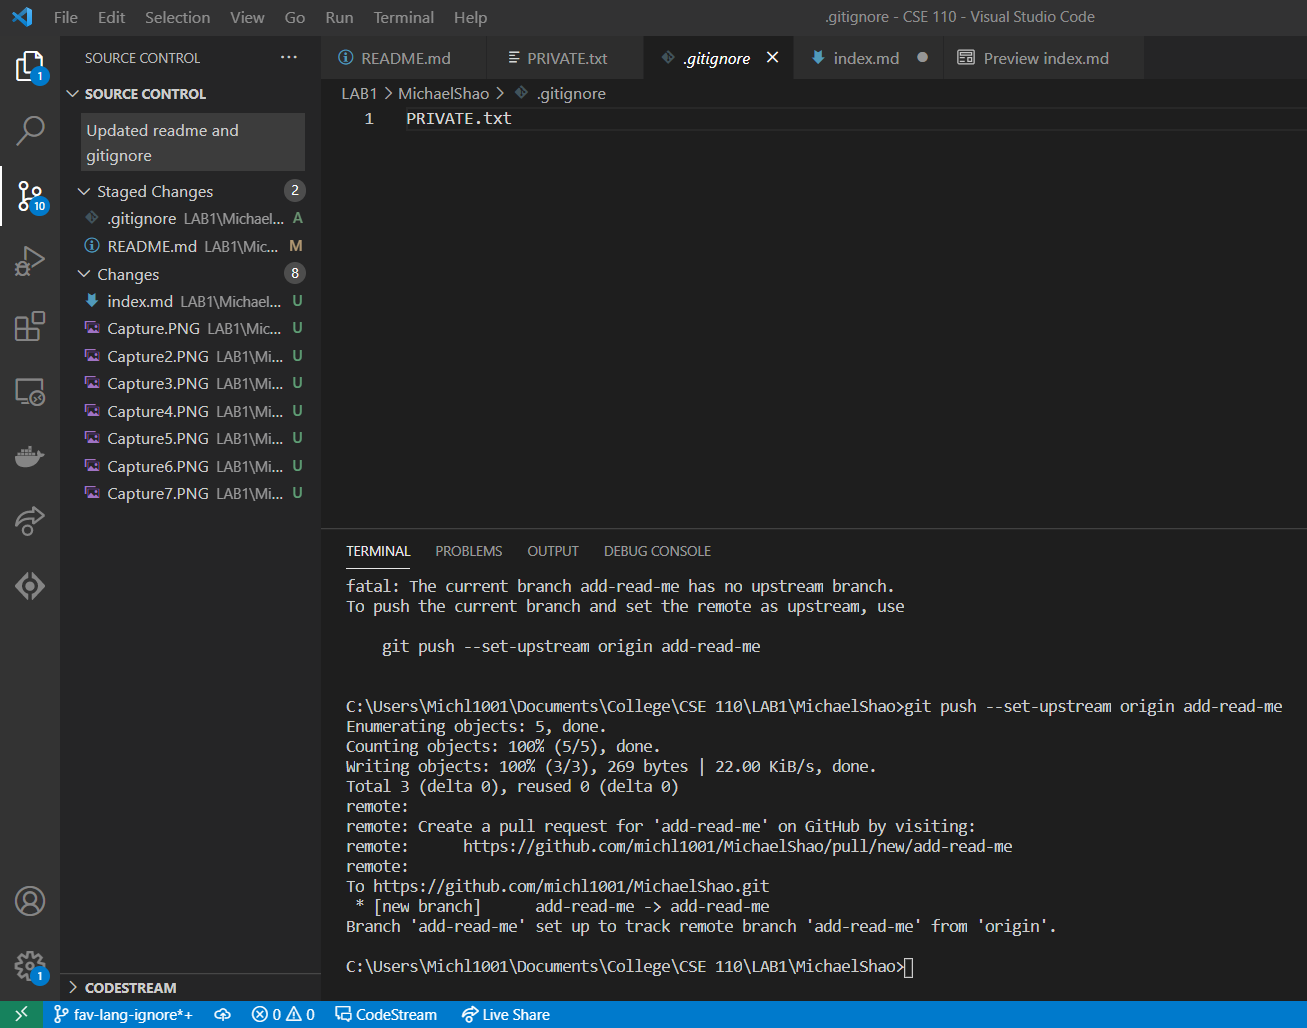 File Edit Selection View Go Run Terminal Help .gitignore - CSE 110 - Visual Studio Code
1
10
1
SOURCE CONTROL ...
SOURCE CONTROL
Updated readme and
gitignore
Staged Changes 2
.gitignore LAB1\Michael... A
README.md LAB1\Mic... M
Changes 8
index.md LAB1\Michael... U
Capture.PNG LAB1\Mic... U
Capture2.PNG LAB1\Mi... U
Capture3.PNG LAB1\Mi... U
Capture4.PNG LAB1\Mi... U
Capture5.PNG LAB1\Mi... U
Capture6.PNG LAB1\Mi... U
Capture7.PNG LAB1\Mi... U
CODESTREAM
README.md PRIVATE.txt .gitignore index.md Preview index.md
LAB1 > MichaelShao > .gitignore
1 PRIVATE.txt
TERMINAL PROBLEMS OUTPUT DEBUG CONSOLE
fatal: The current branch add-read-me has no upstream branch.
To push the current branch and set the remote as upstream, use
git push --set-upstream origin add-read-me
C:\Users\Michl1001\Documents\College\CSE 110\LAB1\MichaelShao>git push --set-upstream origin add-read-me
Enumerating objects: 5, done.
Counting objects: 100% (5/5), done.
Writing objects: 100% (3/3), 269 bytes | 22.00 KiB/s, done.
Total 3 (delta 0), reused 0 (delta 0)
remote:
remote: Create a pull request for 'add-read-me' on GitHub by visiting:
remote: https://github.com/michl1001/MichaelShao/pull/new/add-read-me
remote:
To https://github.com/michl1001/MichaelShao.git
* [new branch] add-read-me -> add-read-me
Branch 'add-read-me' set up to track remote branch 'add-read-me' from 'origin'.
C:\Users\Michl1001\Documents\College\CSE 110\LAB1\MichaelShao>
fav-lang-ignore*+ 0 0 CodeStream Live Share